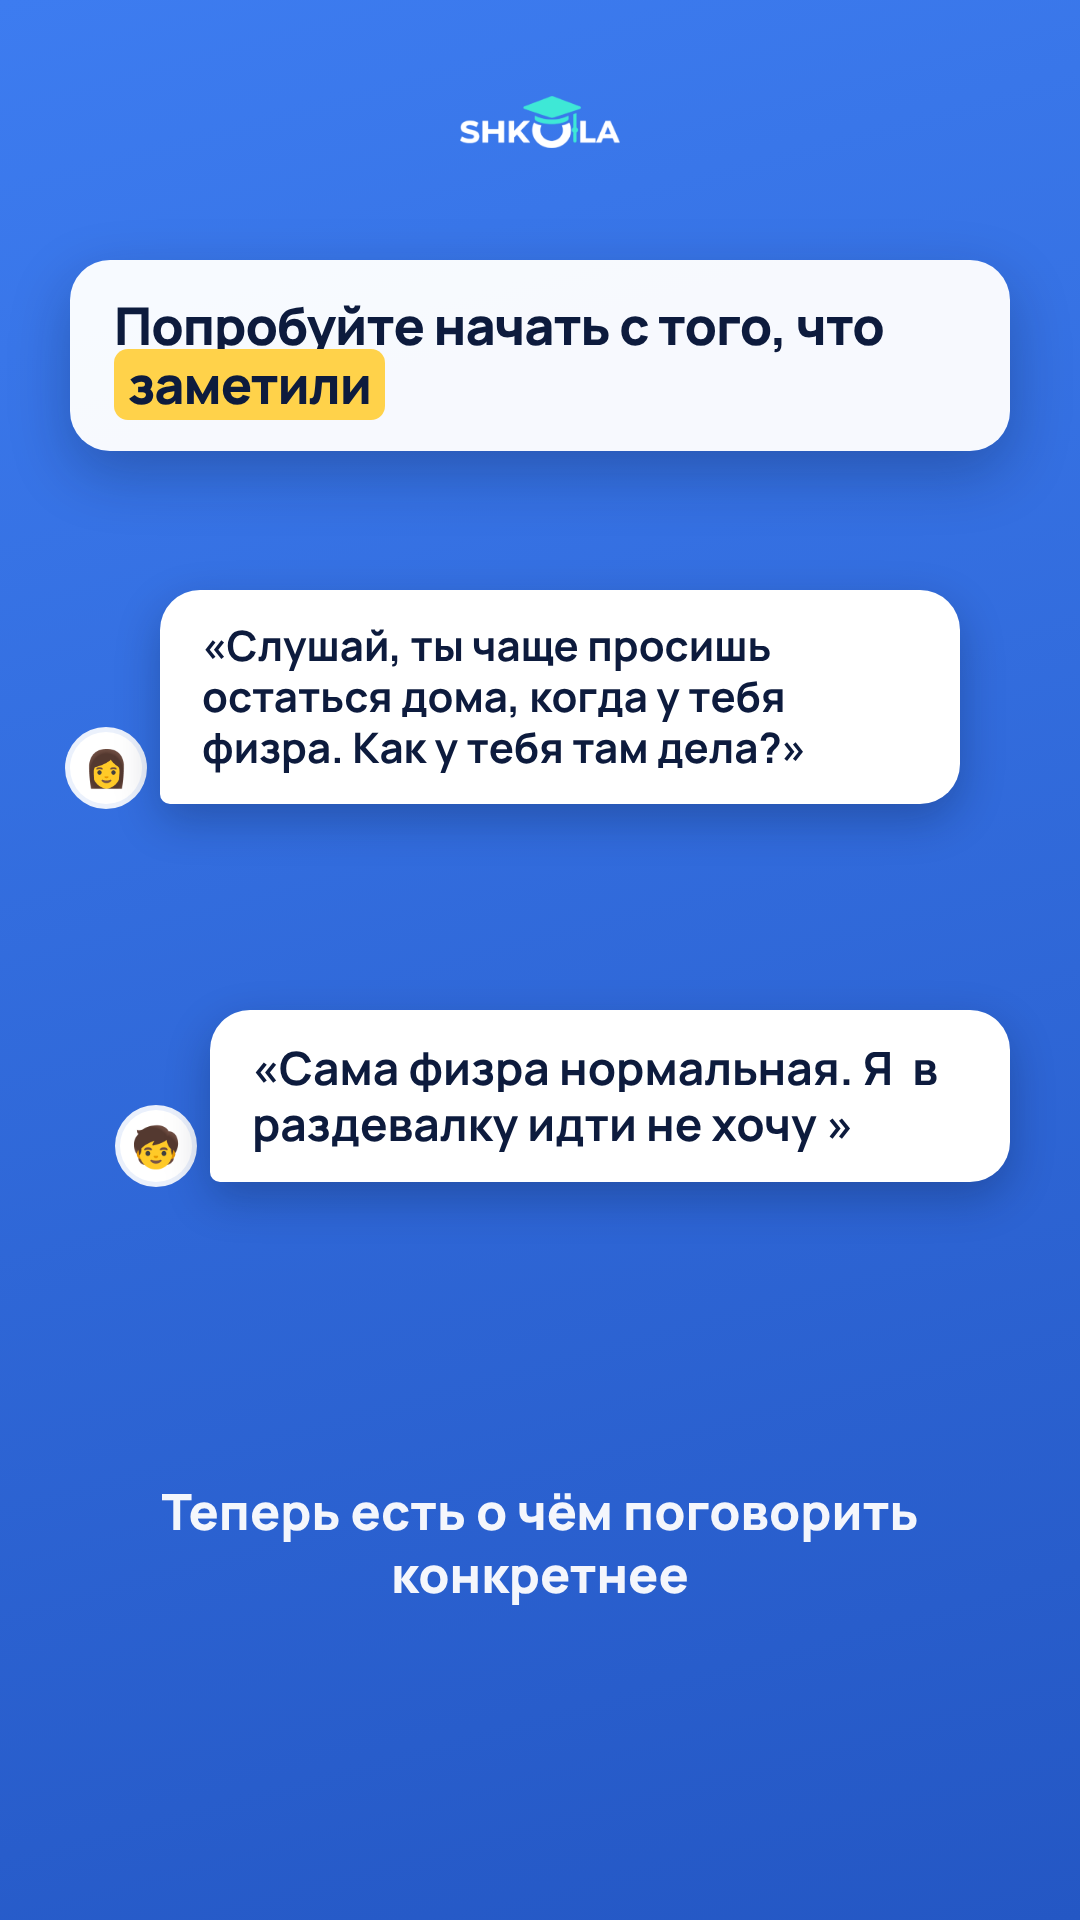 SHKOLA
Попробуйте начать с того, что
заметили
«Слушай, ты чаще просишь
остаться дома, когда у тебя
физра. Как у тебя там дела?»
«Сама физра нормальная. Я  в
раздевалку идти не хочу »
Теперь есть о чём поговорить
конкретнее